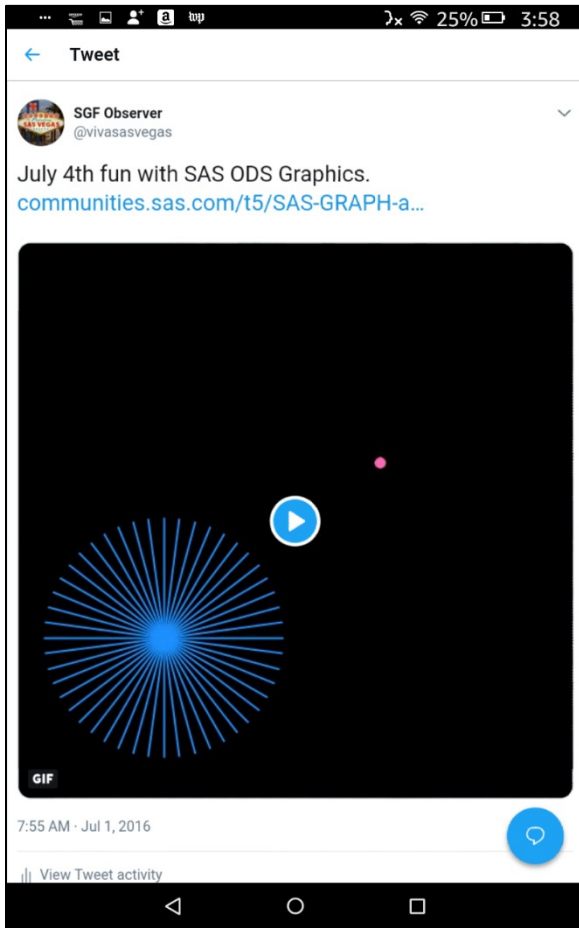 ... a wp 25% 3:58
Tweet
SGF Observer
@vivasasvegas
July 4th fun with SAS ODS Graphics.
communities.sas.com/t5/SAS-GRAPH-a...
GIF
7:55 AM · Jul 1, 2016
View Tweet activity